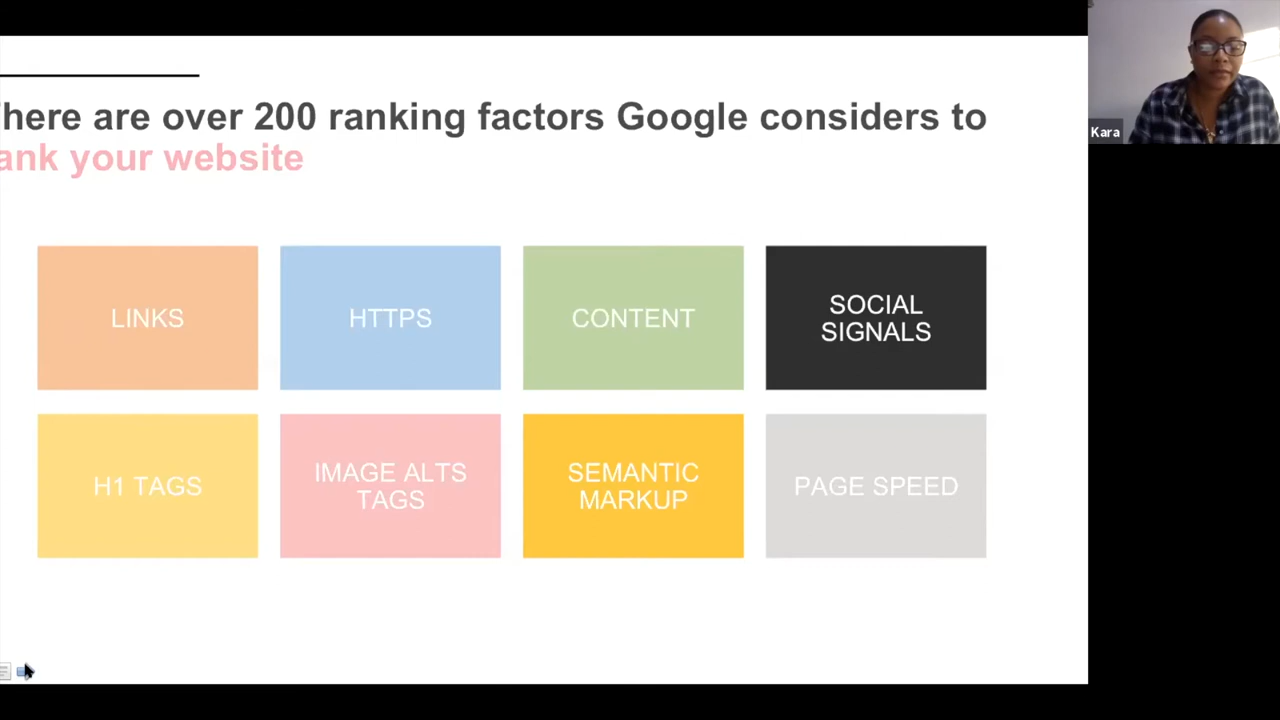 here are over 200 ranking factors Google considers to
ank your website
Kara
LINKS
HTTPS
CONTENT
SOCIAL
SIGNALS
H1 TAGS
IMAGE ALTS
TAGS
SEMANTIC
MARKUP
PAGE SPEED